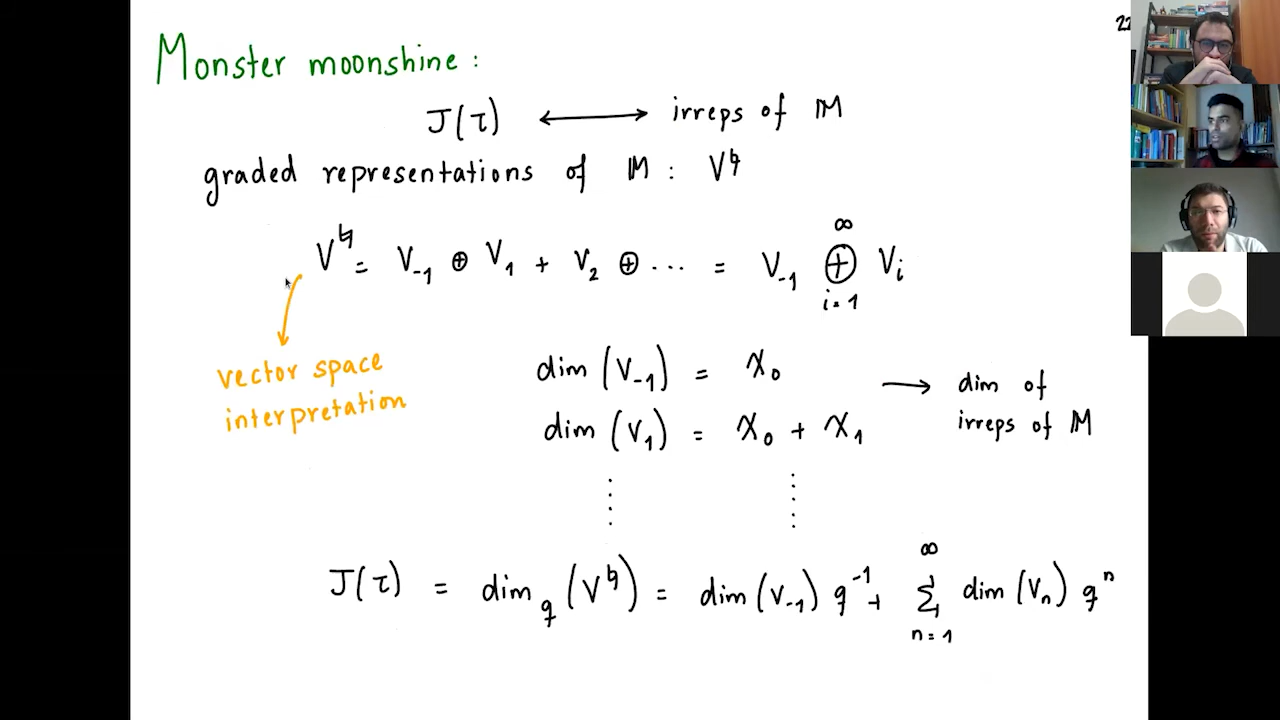 22
Monster moonshine :
J(τ) ⟷ irreps of 𝕄
graded representations of 𝕄 : V♮
V♮ = V₋₁ ⊕ V₁ + V₂ ⊕ ... = V₋₁ ⊕_{i=1}^{∞} Vᵢ
vector space
interpretation
dim (V₋₁) = χ₀
dim (V₁) = χ₀ + χ₁
→ dim of
irreps of 𝕄
J(τ) = dim_q (V♮) = dim (V₋₁) q⁻¹ + Σ_{n=1}^{∞} dim (Vₙ) qⁿ